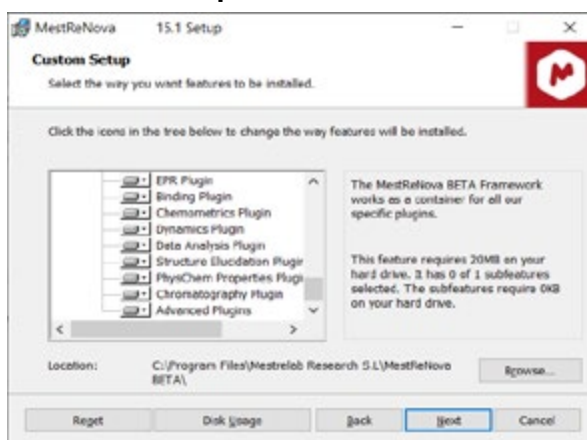 MestReNova 15.1 Setup
Custom Setup
Select the way you want features to be installed.
Click the icons in the tree below to change the way features will be installed.
EPR Plugin
Binding Plugin
Chemometrics Plugin
Dynamics Plugin
Data Analysis Plugin
Structure Elucidation Plugin
PhysChem Properties Plugi
Chromatography Plugin
Advanced Plugins
The MestReNova BETA Framework
works as a container for all our
specific plugins.
This feature requires 20MB on your
hard drive. It has 0 of 1 subfeatures
selected. The subfeatures require 0KB
on your hard drive.
Location: C:\Program Files\Mestrelab Research S.L\MestReNova
BETA\
Browse...
Reset Disk Usage Back Next Cancel